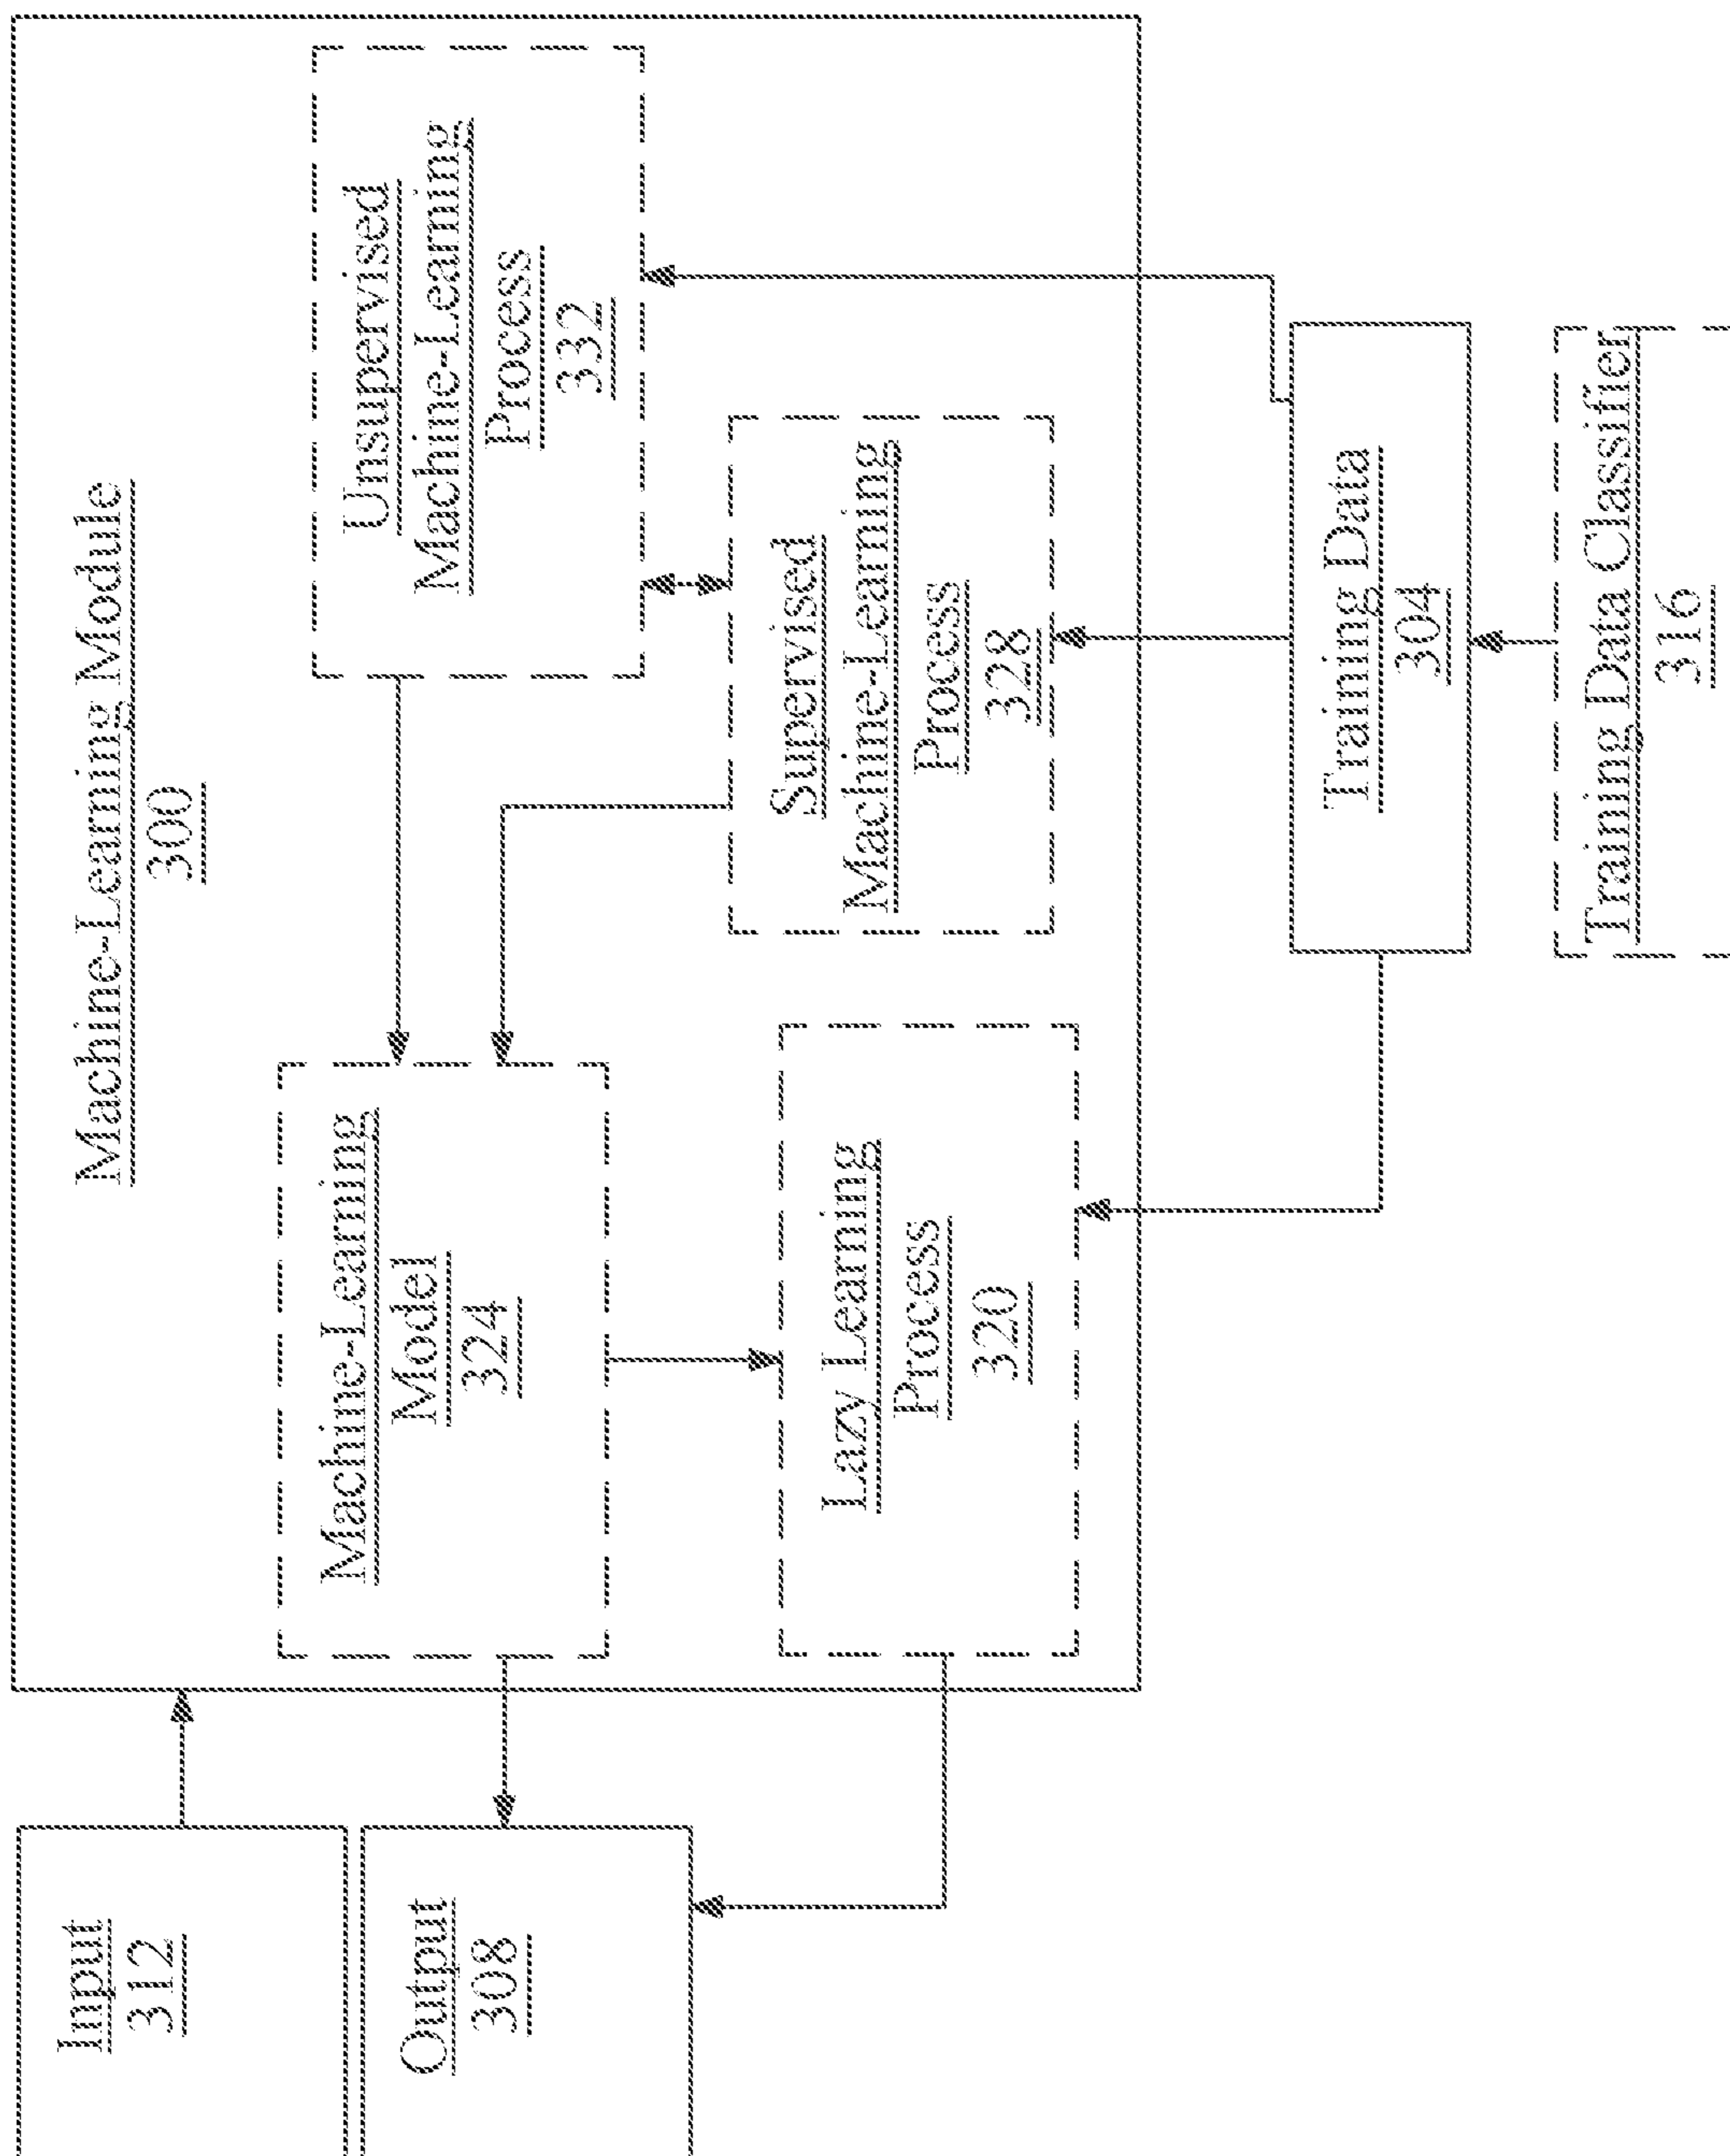 Machine-Learning Module
300
Input
312
Output
308
Machine-Learning
Model
324
Unsupervised
Machine-Learning
Process
332
Supervised
Machine-Learning
Process
328
Lazy Learning
Process
320
Training Data
304
Training Data Classifier
316